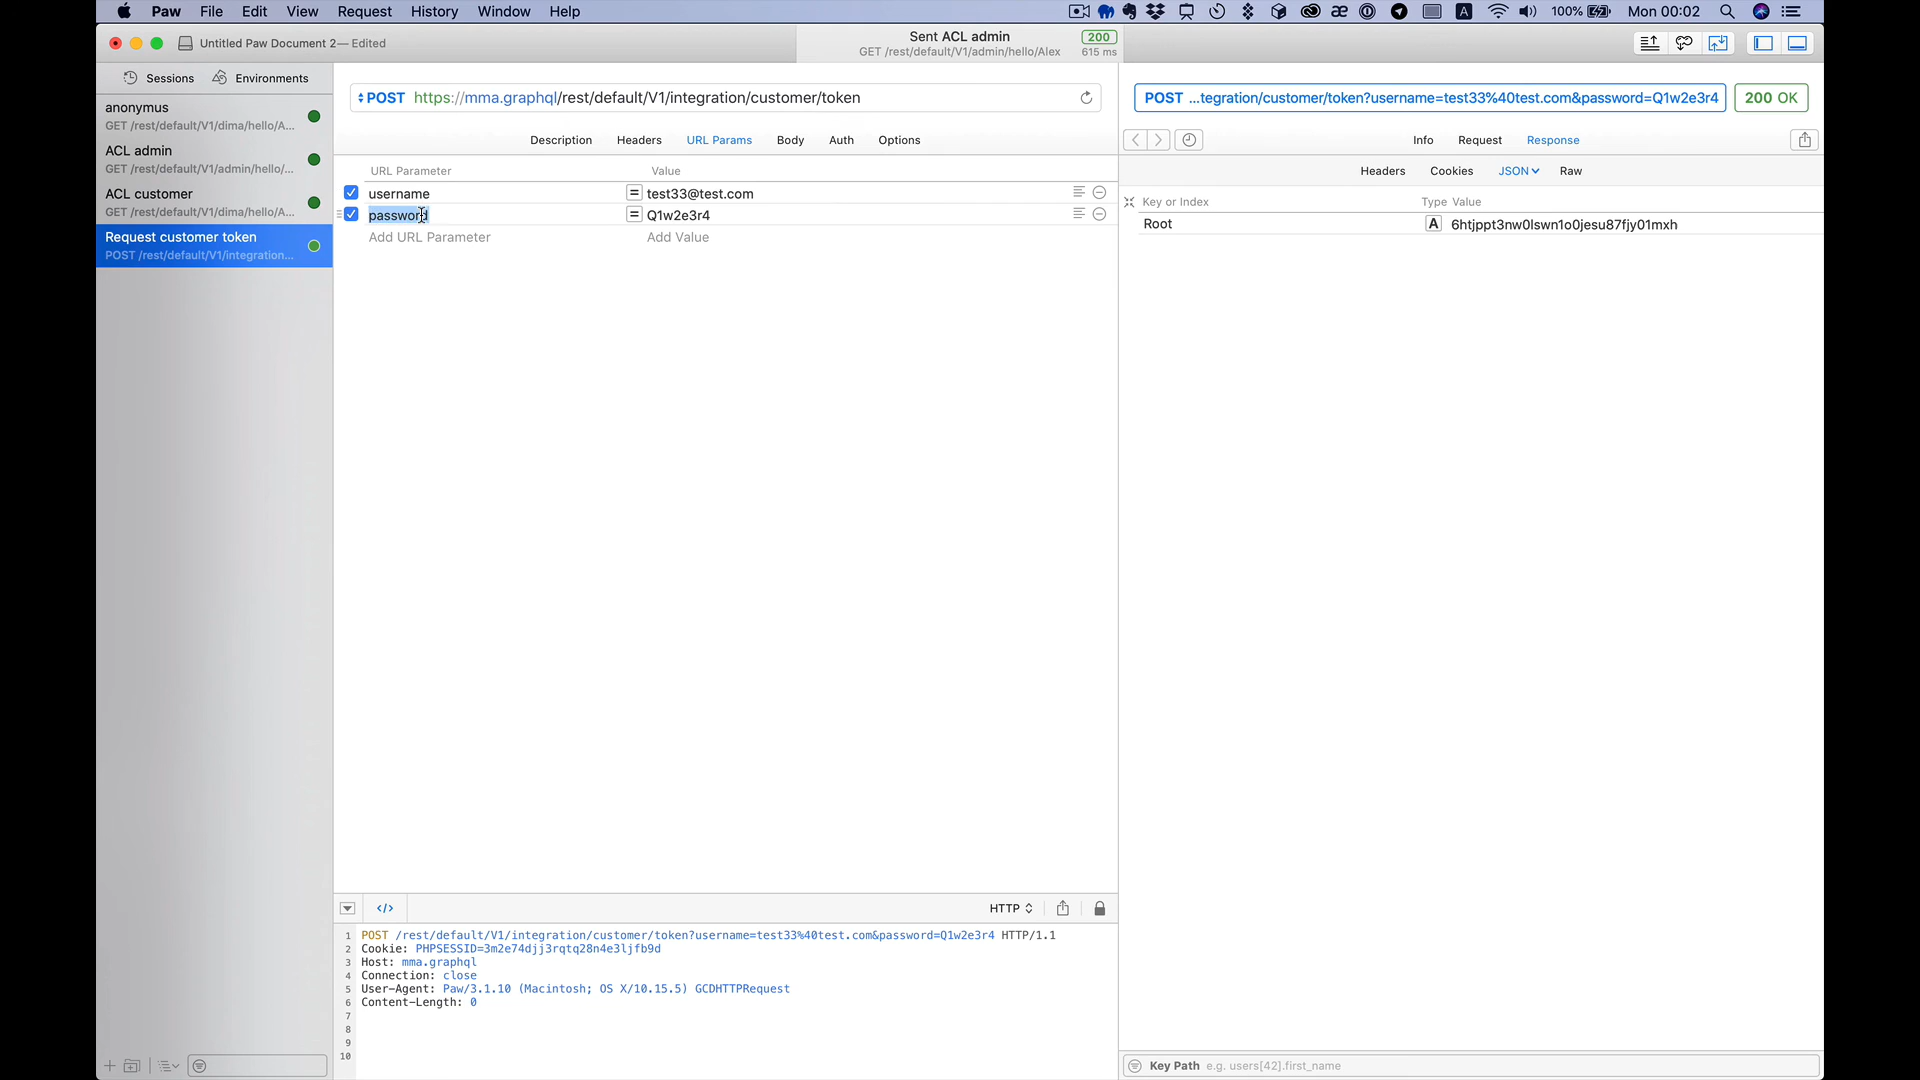 Paw File Edit View Request History Window Help
100% Mon 00:02
Untitled Paw Document 2 — Edited
Sent ACL admin
GET /rest/default/V1/admin/hello/Alex
200
615 ms
Sessions Environments
anonymus
GET /rest/default/V1/dima/hello/A...
ACL admin
GET /rest/default/V1/admin/hello/...
ACL customer
GET /rest/default/V1/dima/hello/A...
Request customer token
POST /rest/default/V1/integration...
POST https://mma.graphql/rest/default/V1/integration/customer/token
Description Headers URL Params Body Auth Options
URL Parameter Value
username = test33@test.com
password = Q1w2e3r4
Add URL Parameter Add Value
POST ...tegration/customer/token?username=test33%40test.com&password=Q1w2e3r4 200 OK
Info Request Response
Headers Cookies JSON Raw
Key or Index Type Value
Root A 6htjppt3nw0lswn1o0jesu87fjy01mxh
</> HTTP
1 POST /rest/default/V1/integration/customer/token?username=test33%40test.com&password=Q1w2e3r4 HTTP/1.1
2 Cookie: PHPSESSID=3m2e74djj3rqtq28n4e3ljfb9d
3 Host: mma.graphql
4 Connection: close
5 User-Agent: Paw/3.1.10 (Macintosh; OS X/10.15.5) GCDHTTPRequest
6 Content-Length: 0
7
8
9
10
Key Path e.g. users[42].first_name